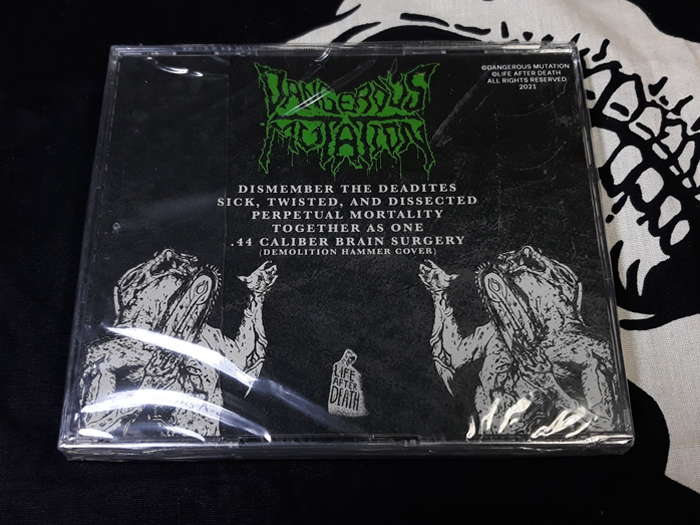 ©DANGEROUS MUTATION
©LIFE AFTER DEATH
ALL RIGHTS RESERVED
2021
DANGEROUS
MUTATION
DISMEMBER THE DEADITES
SICK, TWISTED, AND DISSECTED
PERPETUAL MORTALITY
TOGETHER AS ONE
.44 CALIBER BRAIN SURGERY
(DEMOLITION HAMMER COVER)
LIFE
AFTER
DEATH